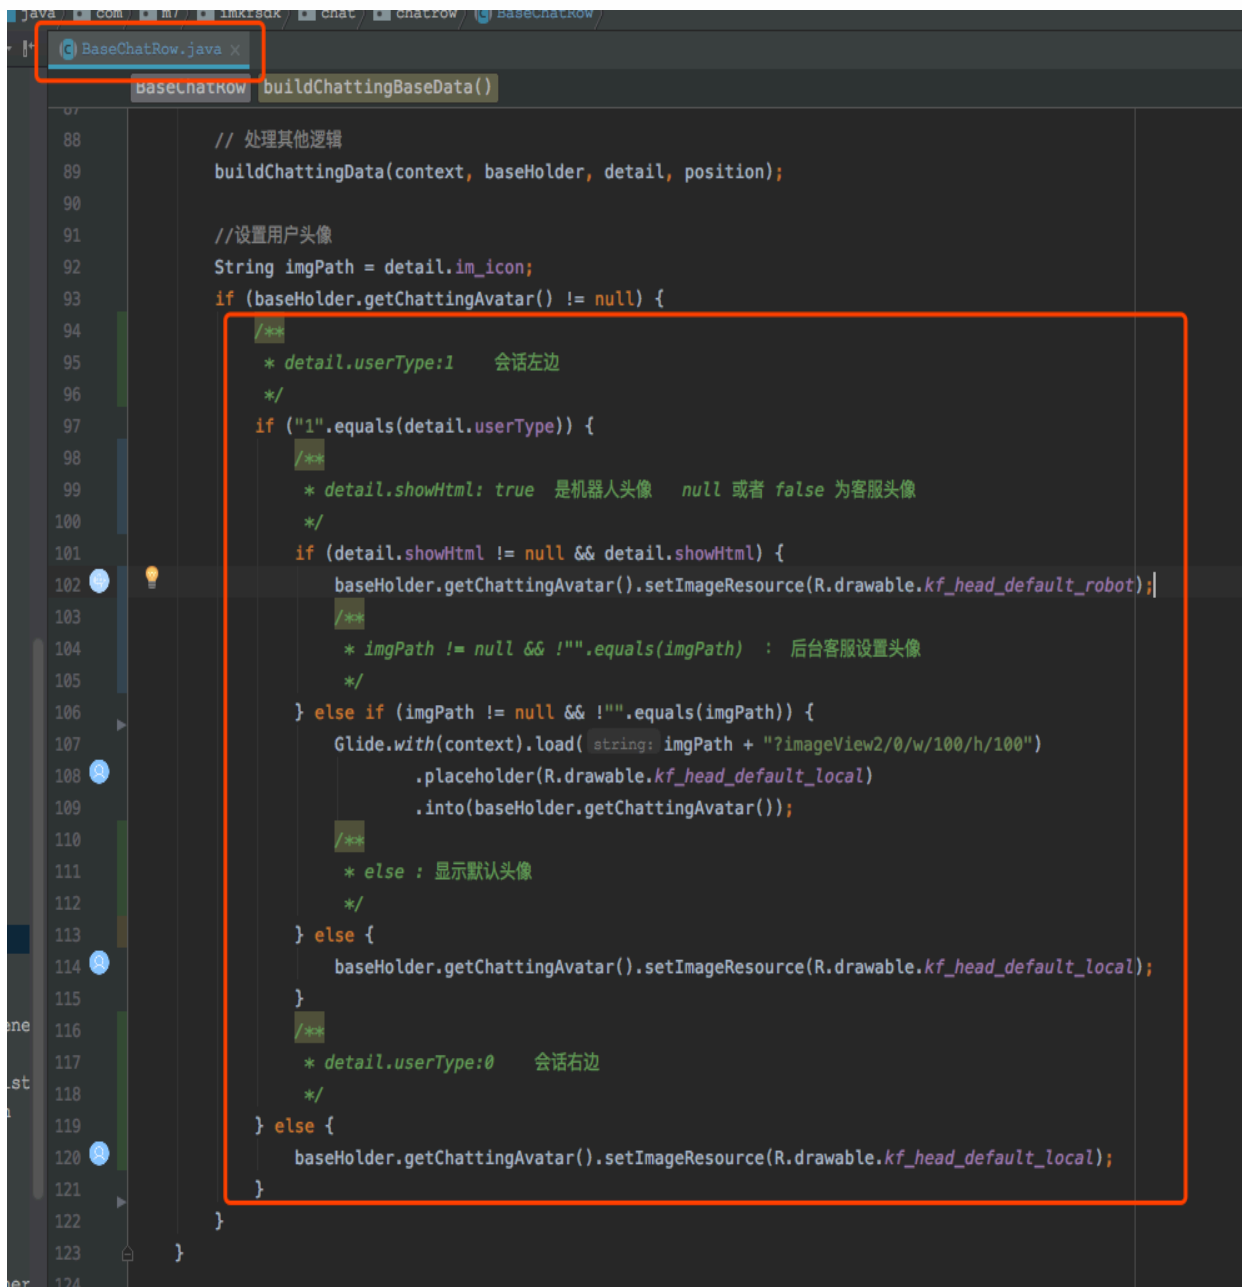 java com m7 imkfsdk chat chatrow BaseChatRow
BaseChatRow.java ×
BaseChatRow buildChattingBaseData()
87
88 // 处理其他逻辑
89 buildChattingData(context, baseHolder, detail, position);
90
91 //设置用户头像
92 String imgPath = detail.im_icon;
93 if (baseHolder.getChattingAvatar() != null) {
94 /**
95 * detail.userType:1 会话左边
96 */
97 if ("1".equals(detail.userType)) {
98 /**
99 * detail.showHtml: true 是机器人头像 null 或者 false 为客服头像
100 */
101 if (detail.showHtml != null && detail.showHtml) {
102 baseHolder.getChattingAvatar().setImageResource(R.drawable.kf_head_default_robot);
103 /**
104 * imgPath != null && !"".equals(imgPath) : 后台客服设置头像
105 */
106 } else if (imgPath != null && !"".equals(imgPath)) {
107 Glide.with(context).load( string: imgPath + "?imageView2/0/w/100/h/100")
108 .placeholder(R.drawable.kf_head_default_local)
109 .into(baseHolder.getChattingAvatar());
110 /**
111 * else : 显示默认头像
112 */
113 } else {
114 baseHolder.getChattingAvatar().setImageResource(R.drawable.kf_head_default_local);
115 }
ene 116 /**
117 * detail.userType:0 会话右边
118 */
119 } else {
120 baseHolder.getChattingAvatar().setImageResource(R.drawable.kf_head_default_local);
121 }
122 }
123 }
124